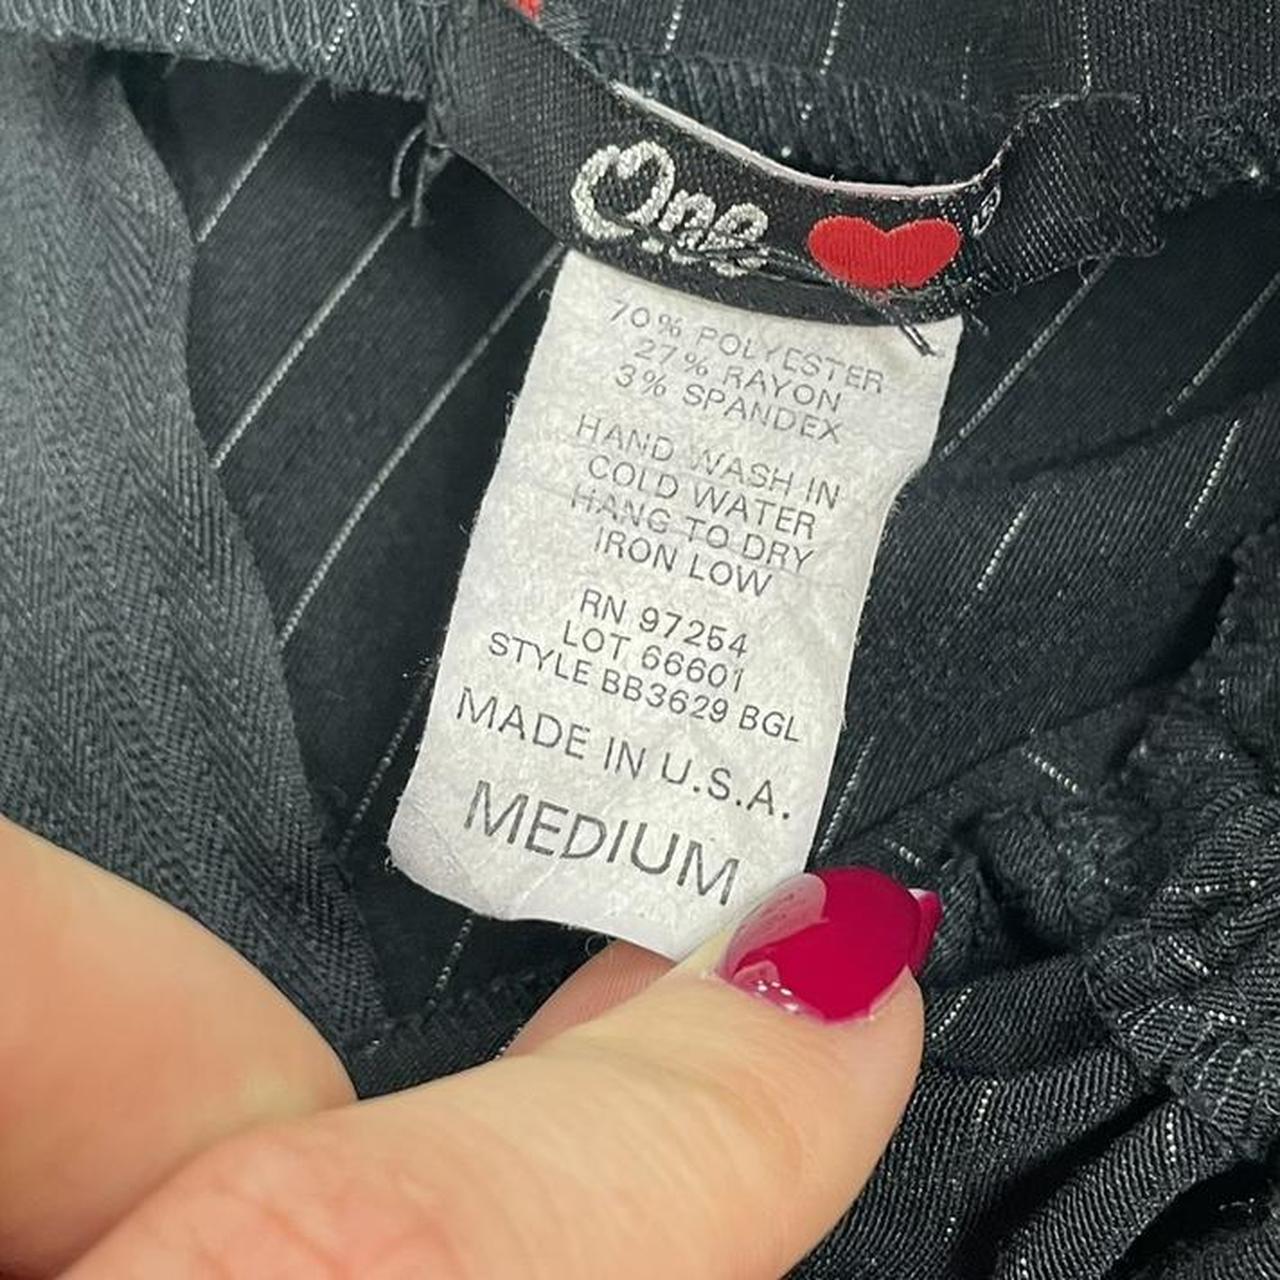 One
70% POLYESTER
27% RAYON
3% SPANDEX
HAND WASH IN
COLD WATER
HANG TO DRY
IRON LOW
RN 97254
LOT 66601
STYLE BB3629 BGL
MADE IN U.S.A.
MEDIUM